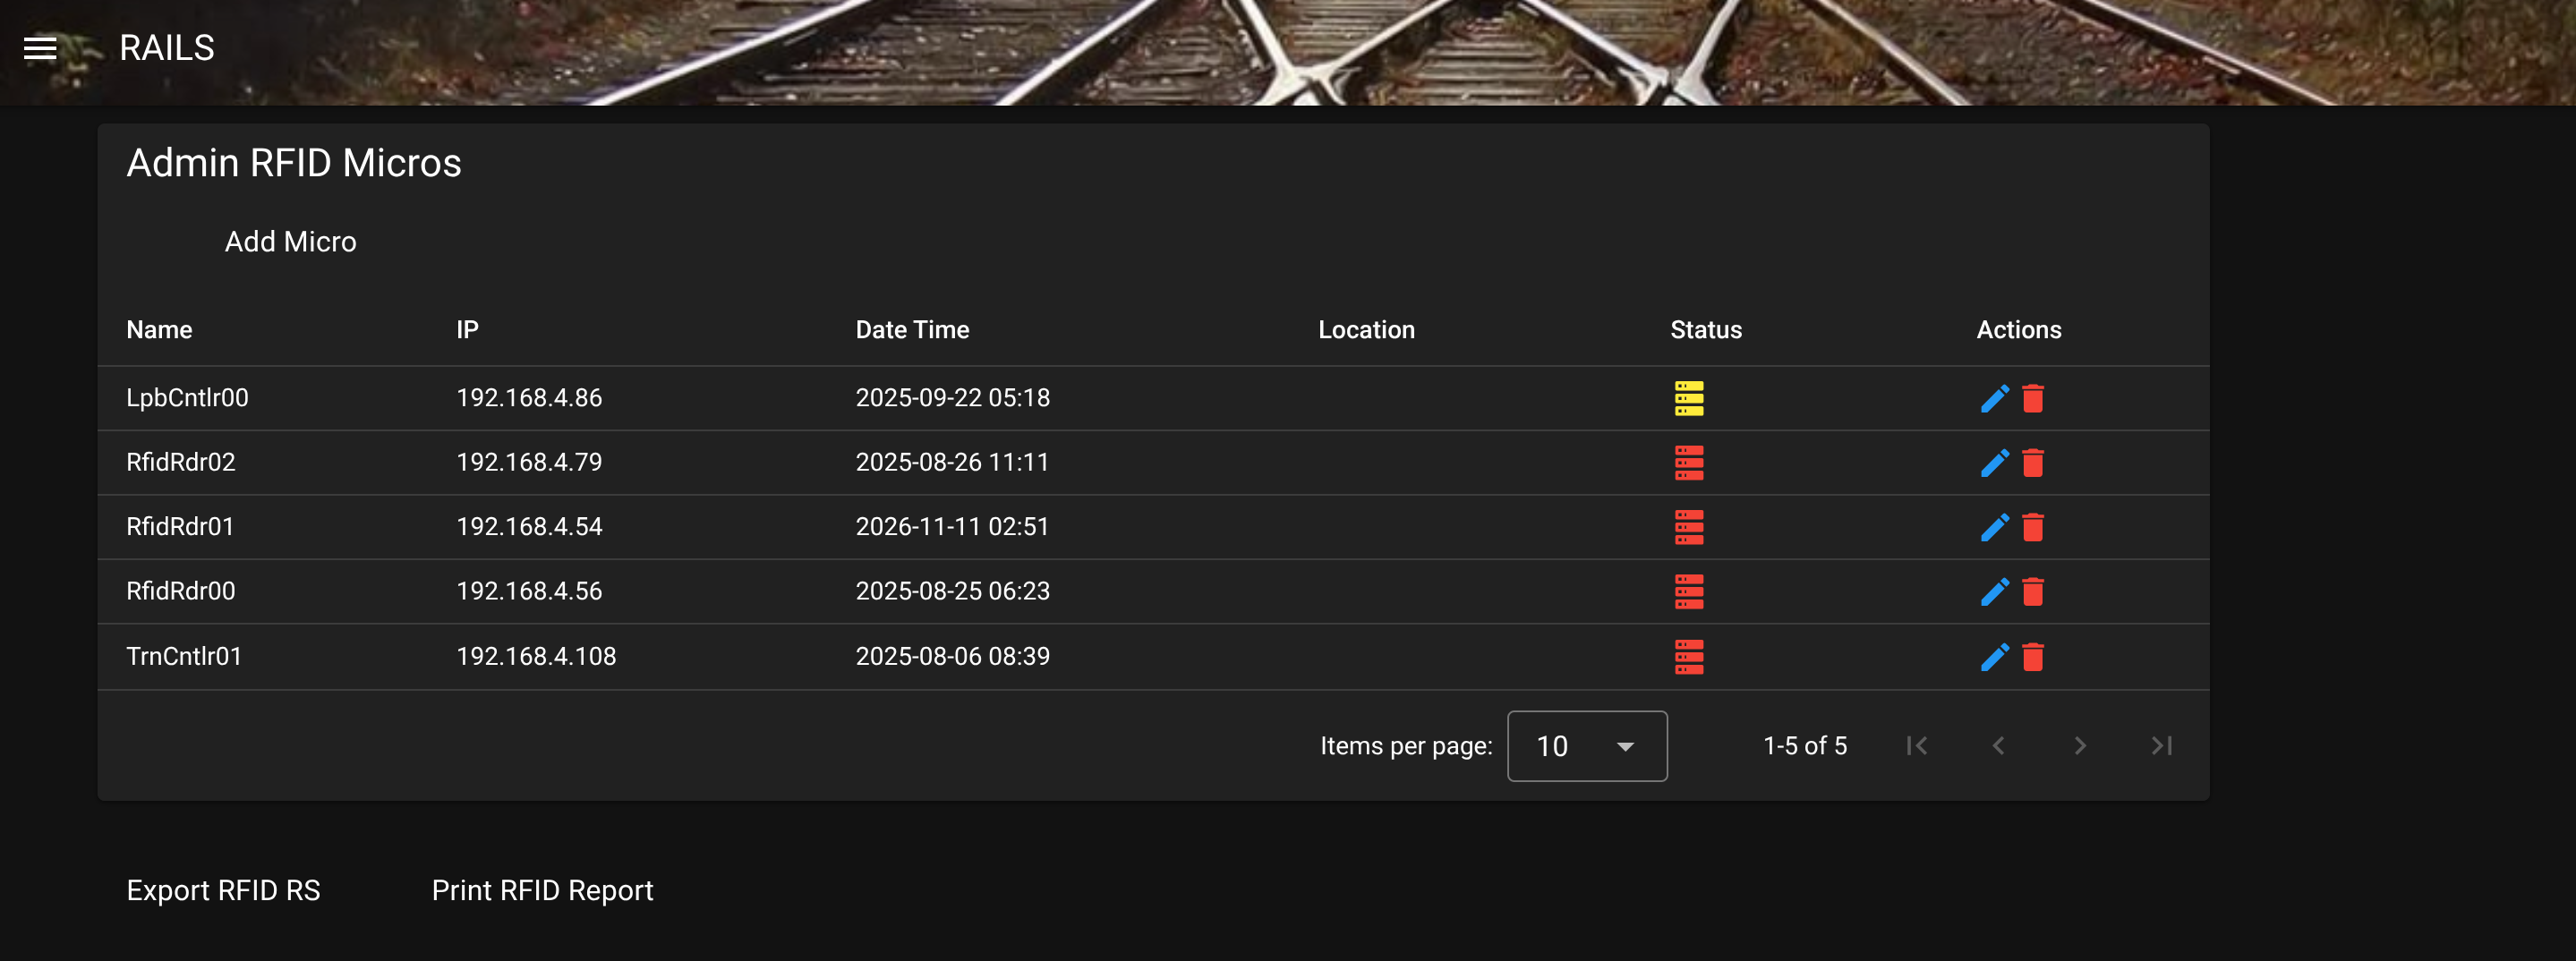 RAILS
Admin RFID Micros
Add Micro
Name IP Date Time Location Status Actions
LpbCntlr00 192.168.4.86 2025-09-22 05:18
RfidRdr02 192.168.4.79 2025-08-26 11:11
RfidRdr01 192.168.4.54 2026-11-11 02:51
RfidRdr00 192.168.4.56 2025-08-25 06:23
TrnCntlr01 192.168.4.108 2025-08-06 08:39
Items per page: 10 1-5 of 5
Export RFID RS Print RFID Report